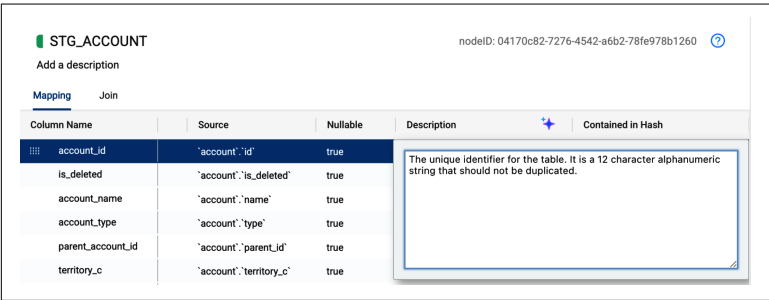 STG_ACCOUNT nodeID: 04170c82-7276-4542-a6b2-78fe978b1260 ?
Add a description
Mapping Join
Column Name Source Nullable Description Contained in Hash
account_id `account`.`id` true The unique identifier for the table. It is a 12 character alphanumeric
string that should not be duplicated.
is_deleted `account`.`is_deleted` true
account_name `account`.`name` true
account_type `account`.`type` true
parent_account_id `account`.`parent_id` true
territory_c `account`.`territory_c` true